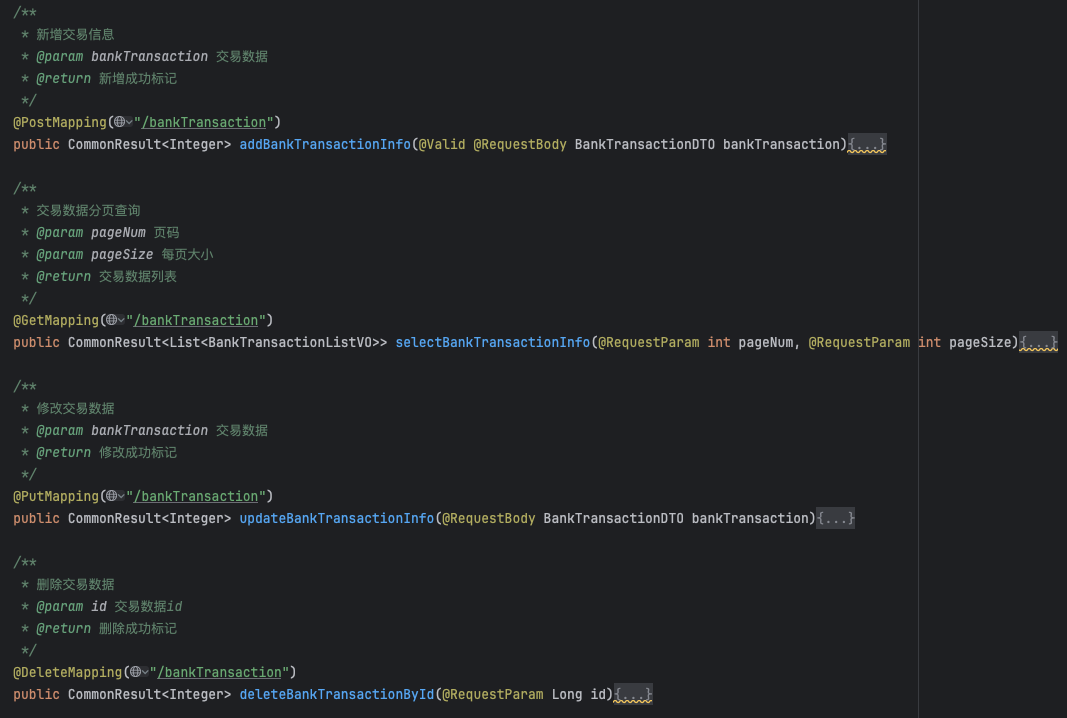 /**
 * 新增交易信息
 * @param bankTransaction 交易数据
 * @return 新增成功标记
 */
@PostMapping("/bankTransaction")
public CommonResult<Integer> addBankTransactionInfo(@Valid @RequestBody BankTransactionDTO bankTransaction){...}
/**
 * 交易数据分页查询
 * @param pageNum 页码
 * @param pageSize 每页大小
 * @return 交易数据列表
 */
@GetMapping("/bankTransaction")
public CommonResult<List<BankTransactionListVO>> selectBankTransactionInfo(@RequestParam int pageNum, @RequestParam int pageSize){...}
/**
 * 修改交易数据
 * @param bankTransaction 交易数据
 * @return 修改成功标记
 */
@PutMapping("/bankTransaction")
public CommonResult<Integer> updateBankTransactionInfo(@RequestBody BankTransactionDTO bankTransaction){...}
/**
 * 删除交易数据
 * @param id 交易数据id
 * @return 删除成功标记
 */
@DeleteMapping("/bankTransaction")
public CommonResult<Integer> deleteBankTransactionById(@RequestParam Long id){...}